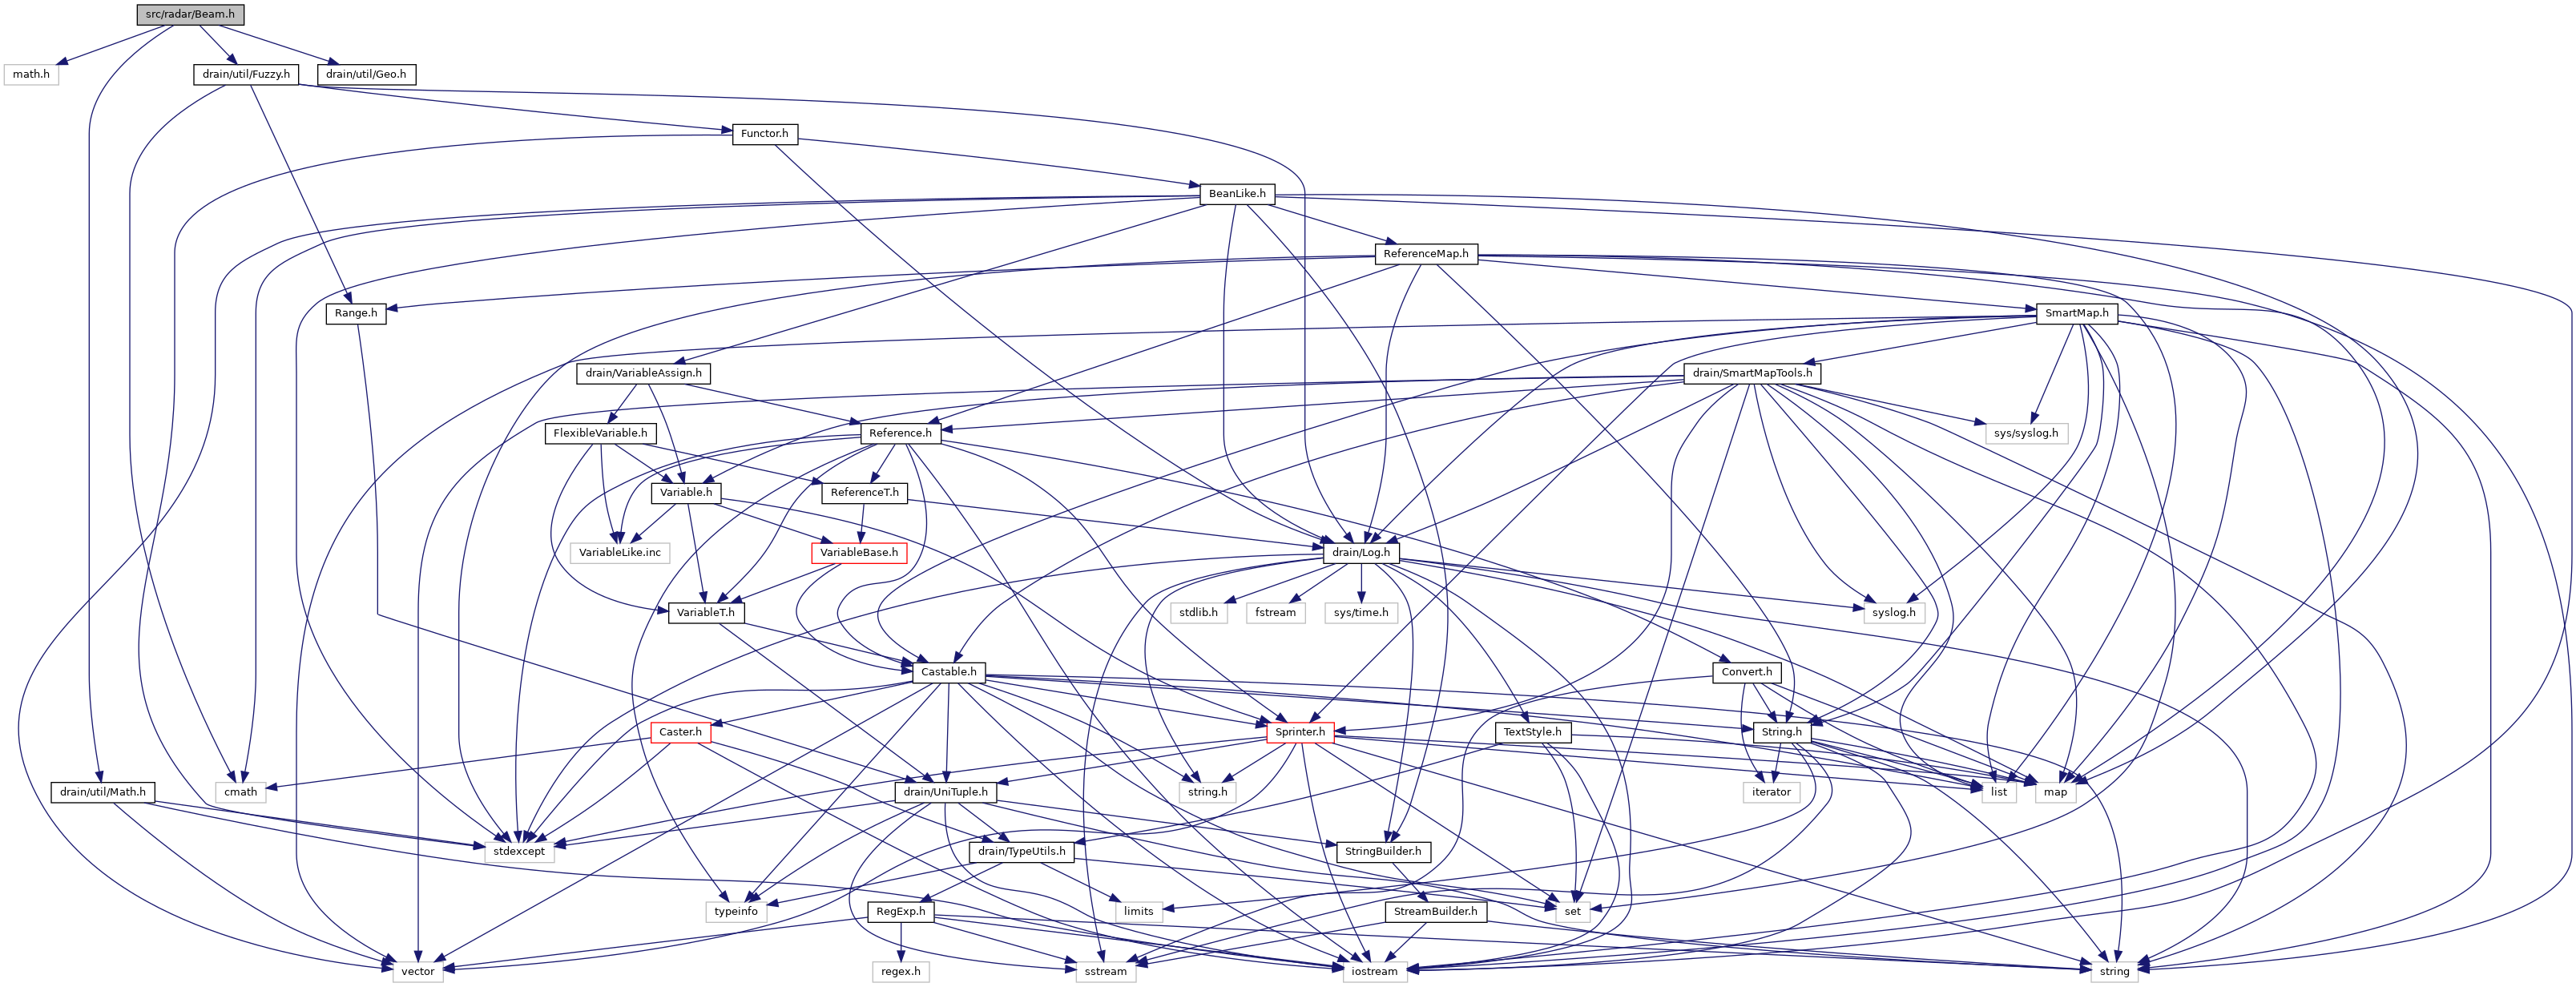 src/radar/Beam.h
math.h
drain/util/Fuzzy.h
drain/util/Geo.h
Functor.h
BeanLike.h
ReferenceMap.h
Range.h
SmartMap.h
drain/VariableAssign.h
drain/SmartMapTools.h
FlexibleVariable.h
Reference.h
sys/syslog.h
Variable.h
ReferenceT.h
VariableLike.inc
VariableBase.h
drain/Log.h
VariableT.h
stdlib.h
fstream
sys/time.h
syslog.h
Castable.h
Convert.h
Caster.h
Sprinter.h
TextStyle.h
String.h
drain/util/Math.h
cmath
drain/UniTuple.h
string.h
iterator
list
map
stdexcept
drain/TypeUtils.h
StringBuilder.h
typeinfo
RegExp.h
limits
StreamBuilder.h
set
vector
regex.h
sstream
iostream
string